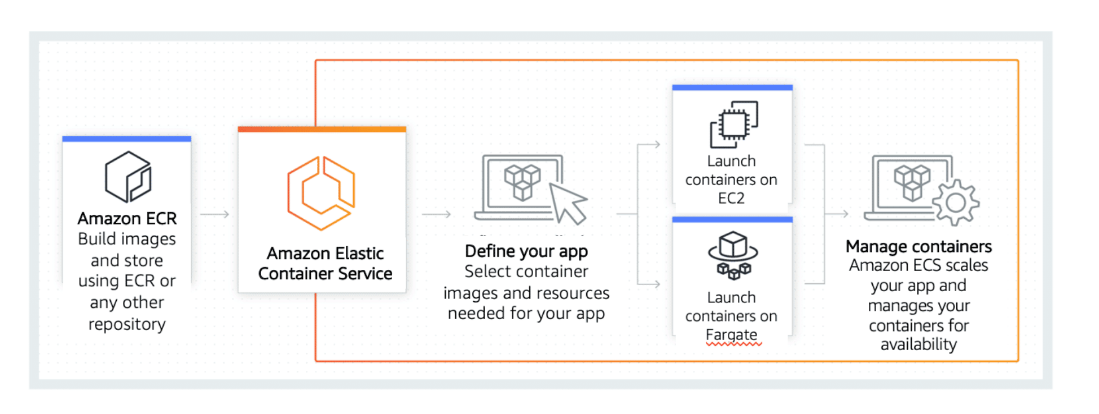 Amazon ECR
Build images
and store
using ECR or
any other
repository
Amazon Elastic
Container Service
Define your app
Select container
images and resources
needed for your app
Launch
containers on
EC2
Launch
containers on
Fargate
Manage containers
Amazon ECS scales
your app and
manages your
containers for
availability